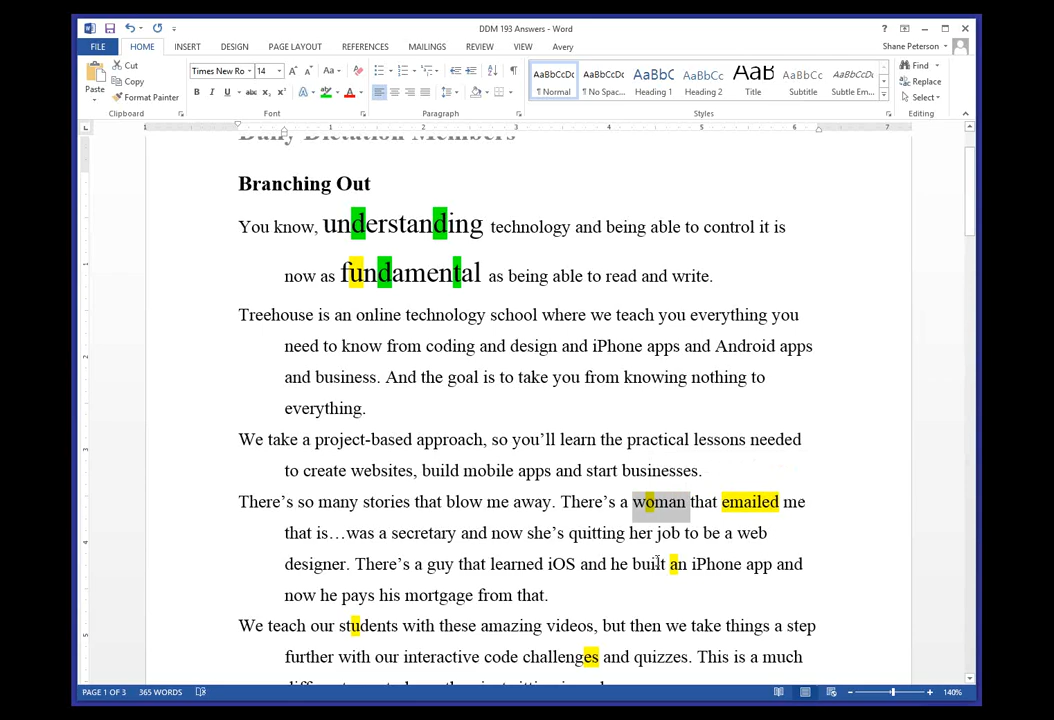 DDM 193 Answers - Word
FILE HOME INSERT DESIGN PAGE LAYOUT REFERENCES MAILINGS REVIEW VIEW Avery Shane Peterson
Paste Cut Copy Format Painter
Times New Ro 14
AaBbCcDc AaBbCcDc AaBbC AaBbCc AaB AaBbCcC AaBbCcDc
¶ Normal ¶ No Spac... Heading 1 Heading 2 Title Subtitle Subtle Em...
Find Replace Select
Clipboard Font Paragraph Styles Editing
Daily Dictation Members
Branching Out
You know, understanding technology and being able to control it is
now as fundamental as being able to read and write.
Treehouse is an online technology school where we teach you everything you
need to know from coding and design and iPhone apps and Android apps
and business. And the goal is to take you from knowing nothing to
everything.
We take a project-based approach, so you’ll learn the practical lessons needed
to create websites, build mobile apps and start businesses.
There’s so many stories that blow me away. There’s a woman that emailed me
that is…was a secretary and now she’s quitting her job to be a web
designer. There’s a guy that learned iOS and he built an iPhone app and
now he pays his mortgage from that.
We teach our students with these amazing videos, but then we take things a step
further with our interactive code challenges and quizzes. This is a much
PAGE 1 OF 3 365 WORDS 140%